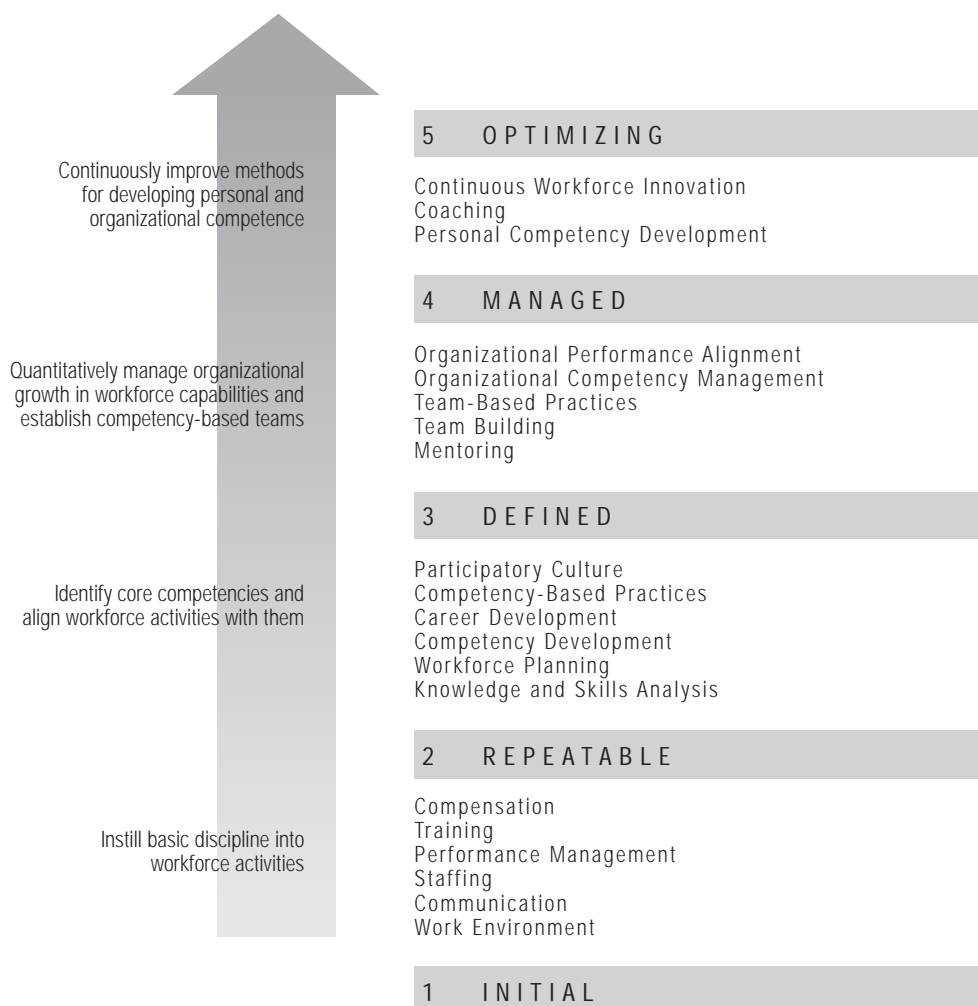 5 OPTIMIZING
Continuously improve methods
for developing personal and
organizational competence
Continuous Workforce Innovation
Coaching
Personal Competency Development
4 MANAGED
Quantitatively manage organizational
growth in workforce capabilities and
establish competency-based teams
Organizational Performance Alignment
Organizational Competency Management
Team-Based Practices
Team Building
Mentoring
3 DEFINED
Identify core competencies and
align workforce activities with them
Participatory Culture
Competency-Based Practices
Career Development
Competency Development
Workforce Planning
Knowledge and Skills Analysis
2 REPEATABLE
Instill basic discipline into
workforce activities
Compensation
Training
Performance Management
Staffing
Communication
Work Environment
1 INITIAL